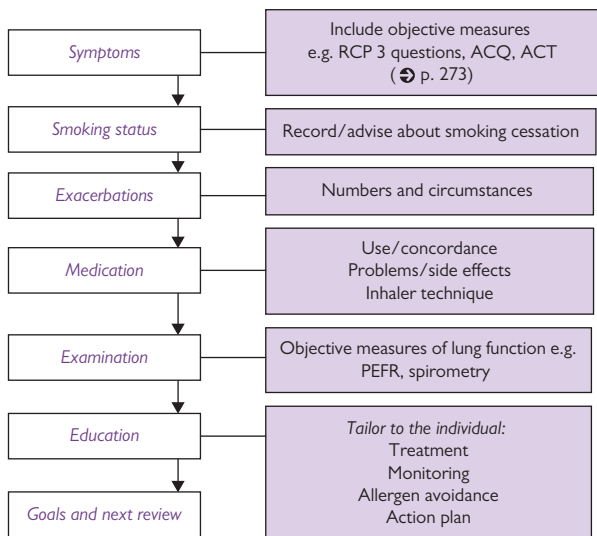 Symptoms
Include objective measures
e.g. RCP 3 questions, ACQ, ACT
(➲ p. 273)
Smoking status
Record/advise about smoking cessation
Exacerbations
Numbers and circumstances
Medication
Use/concordance
Problems/side effects
Inhaler technique
Examination
Objective measures of lung function e.g.
PEFR, spirometry
Education
Tailor to the individual:
Treatment
Monitoring
Allergen avoidance
Action plan
Goals and next review